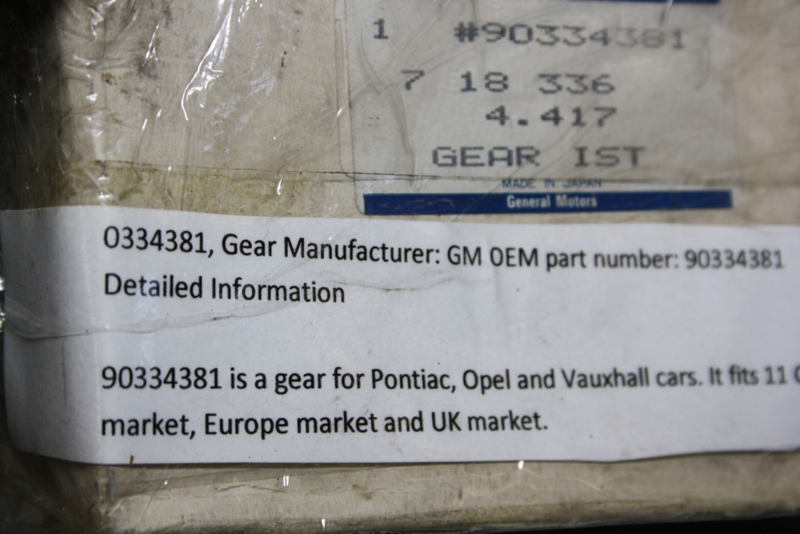 1 #90334381
7 18 336
4.417
GEAR 1ST
MADE IN JAPAN
General Motors
0334381, Gear Manufacturer: GM OEM part number: 90334381
Detailed Information
90334381 is a gear for Pontiac, Opel and Vauxhall cars. It fits 11
market, Europe market and UK market.